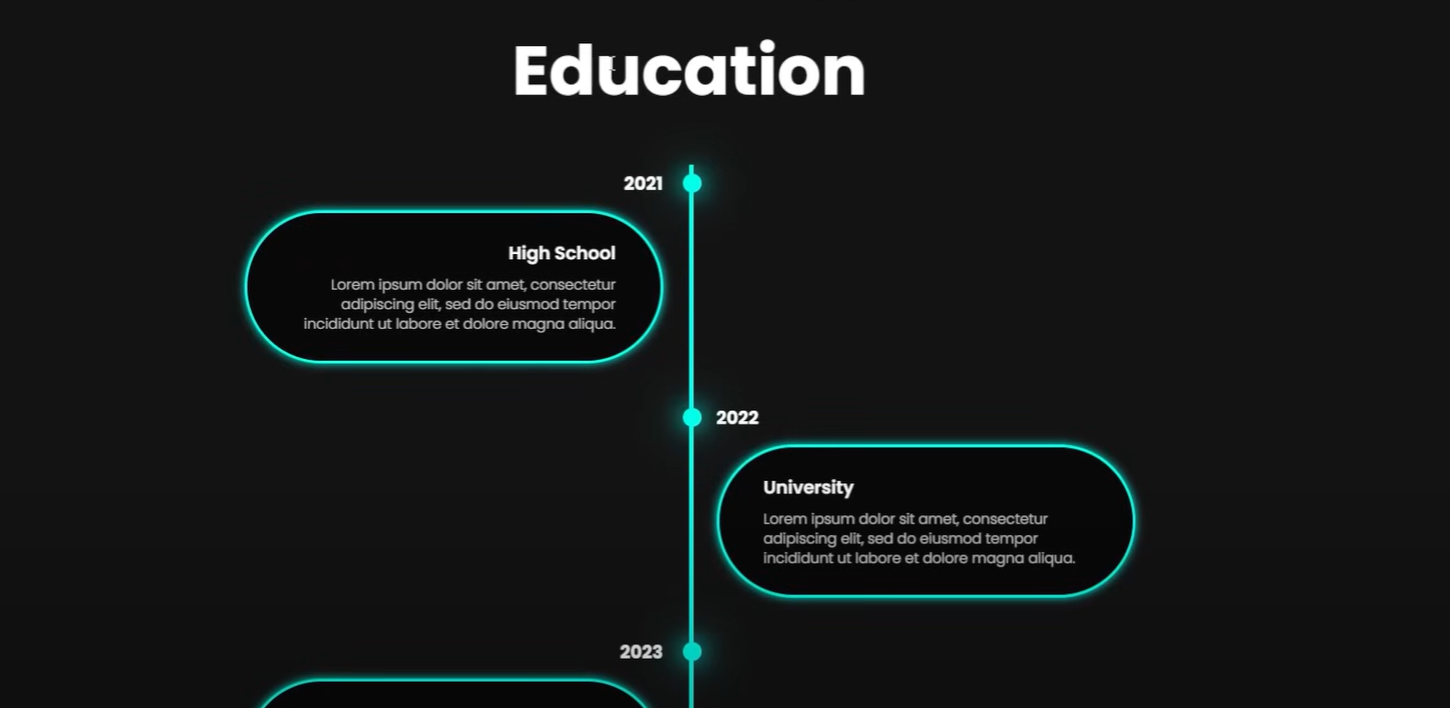 Education
2021
High School
Lorem ipsum dolor sit amet, consectetur
adipiscing elit, sed do eiusmod tempor
incididunt ut labore et dolore magna aliqua.
2022
University
Lorem ipsum dolor sit amet, consectetur
adipiscing elit, sed do eiusmod tempor
incididunt ut labore et dolore magna aliqua.
2023